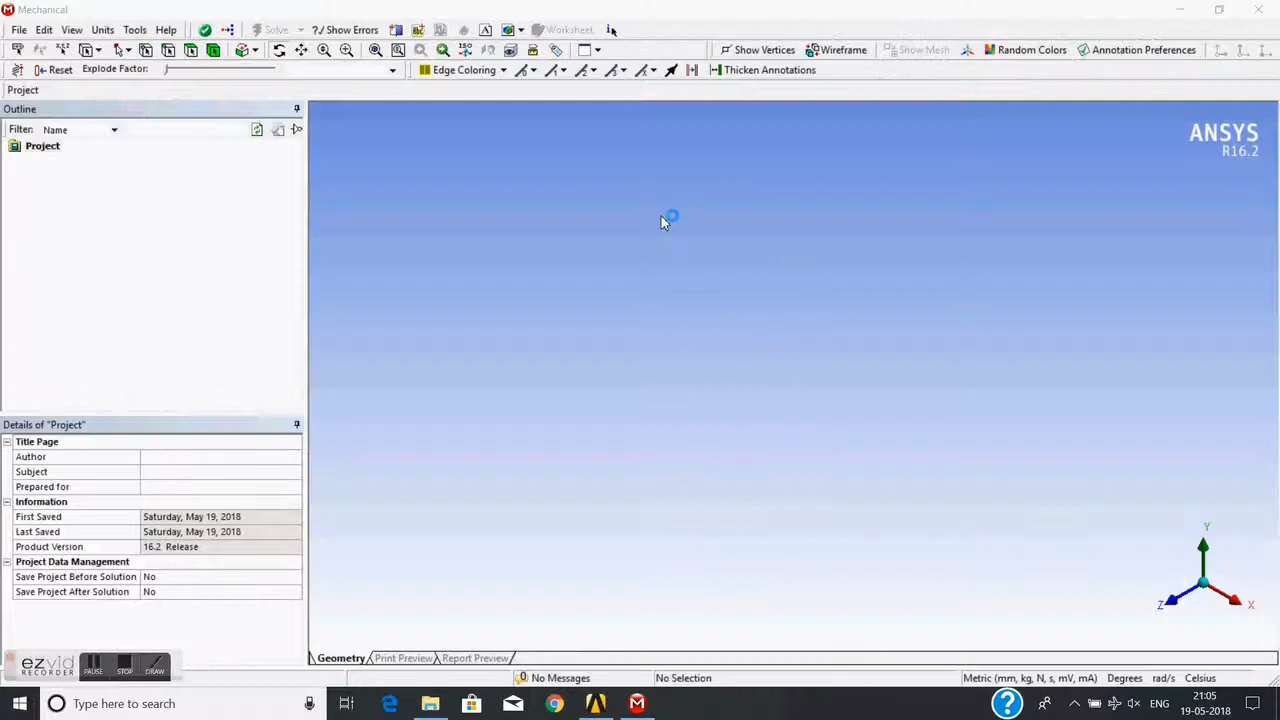 Mechanical
File Edit View Units Tools Help Solve ?/ Show Errors Worksheet i
Show Vertices Wireframe Show Mesh Random Colors Annotation Preferences
Reset Explode Factor: Edge Coloring Thicken Annotations
Project
Outline
Filter: Name
Project
ANSYS
R16.2
Details of "Project"
Title Page
Author
Subject
Prepared for
Information
First Saved Saturday, May 19, 2018
Last Saved Saturday, May 19, 2018
Product Version 16.2 Release
Project Data Management
Save Project Before Solution No
Save Project After Solution No
Y
Z X
ezvid
RECORDER
PAUSE STOP DRAW
Geometry Print Preview Report Preview
0 No Messages No Selection Metric (mm, kg, N, s, mV, mA) Degrees rad/s Celsius
Type here to search
21:05
19-05-2018